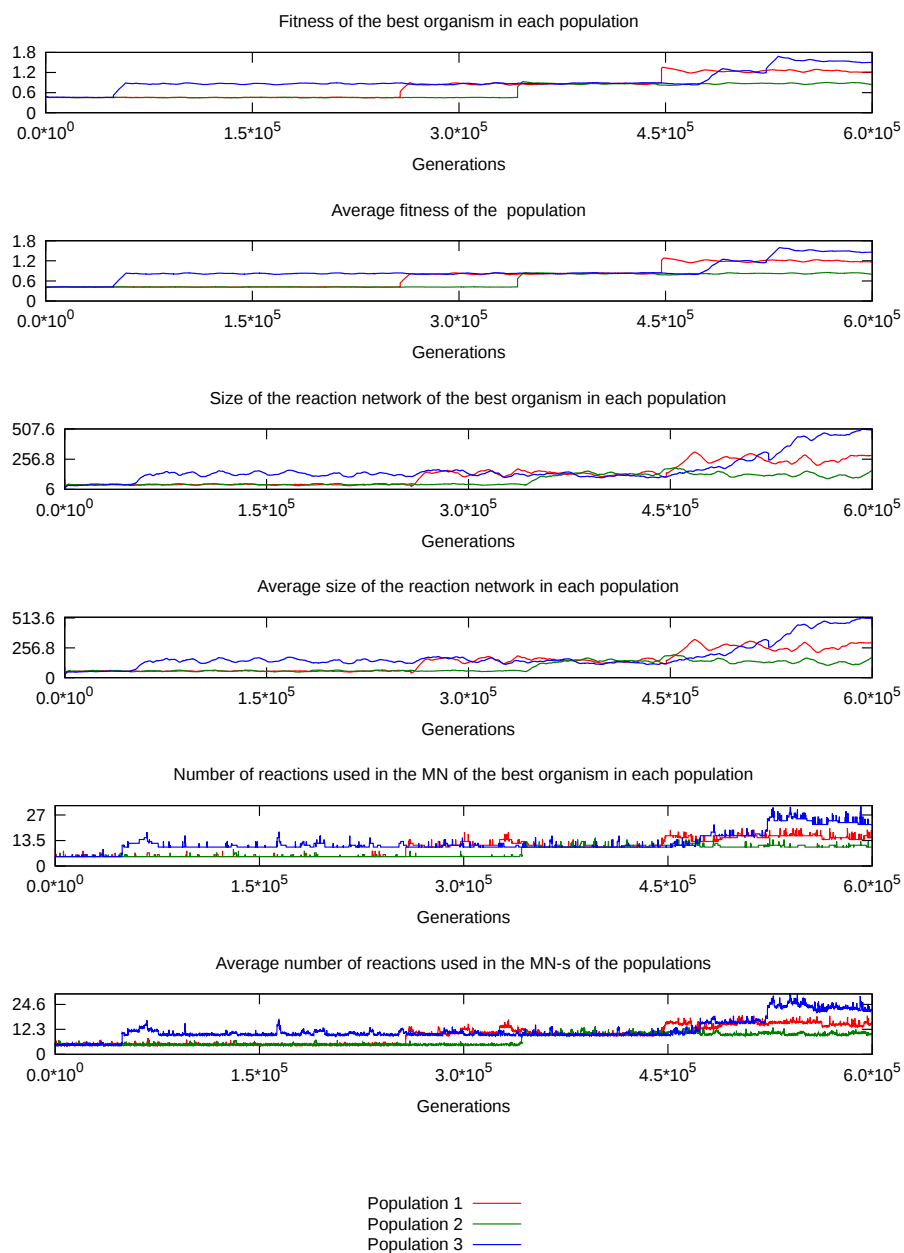 Fitness of the best organism in each population
1.8
1.2
0.6
0
0.0*10^0 1.5*10^5 3.0*10^5 4.5*10^5 6.0*10^5
Generations
Average fitness of the  population
1.8
1.2
0.6
0
0.0*10^0 1.5*10^5 3.0*10^5 4.5*10^5 6.0*10^5
Generations
Size of the reaction network of the best organism in each population
507.6
256.8
6
0.0*10^0 1.5*10^5 3.0*10^5 4.5*10^5 6.0*10^5
Generations
Average size of the reaction network in each population
513.6
256.8
0
0.0*10^0 1.5*10^5 3.0*10^5 4.5*10^5 6.0*10^5
Generations
Number of reactions used in the MN of the best organism in each population
27
13.5
0
0.0*10^0 1.5*10^5 3.0*10^5 4.5*10^5 6.0*10^5
Generations
Average number of reactions used in the MN-s of the populations
24.6
12.3
0
0.0*10^0 1.5*10^5 3.0*10^5 4.5*10^5 6.0*10^5
Generations
Population 1
Population 2
Population 3